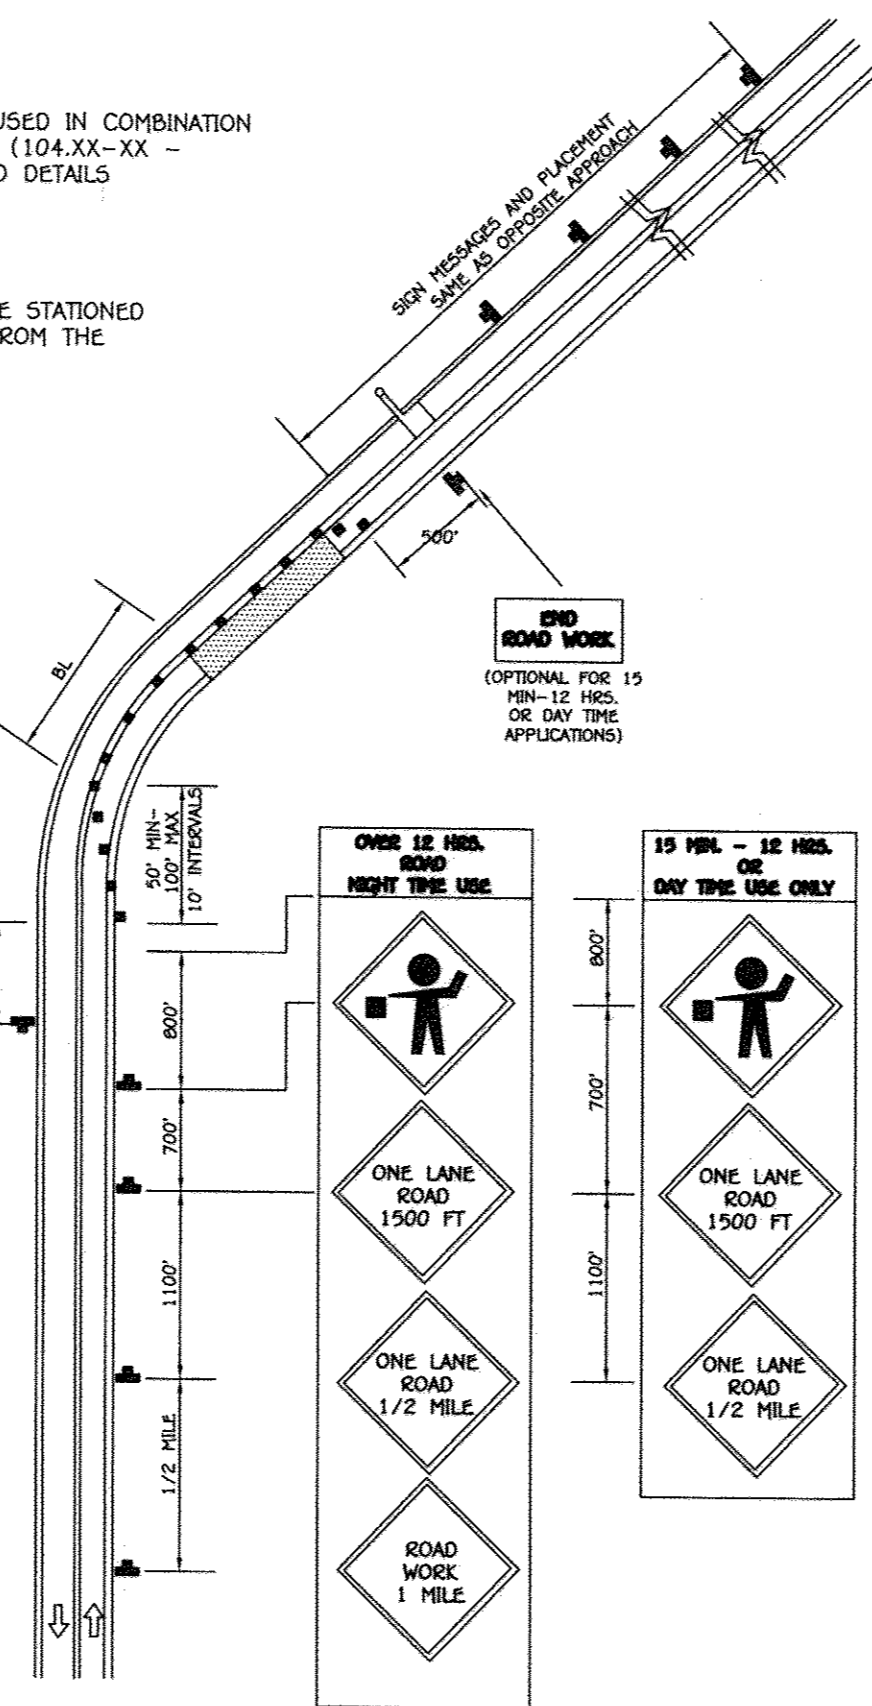 USED IN COMBINATION
(104.XX-XX -
D DETAILS
E STATIONED
ROM THE
SIGN MESSAGES AND PLACEMENT
SAME AS OPPOSITE APPROACH
500'
END
ROAD WORK
(OPTIONAL FOR 15
MIN-12 HRS.
OR DAY TIME
APPLICATIONS)
BL
50' MIN-
100' MAX
10' INTERVALS
800'
700'
1100'
1/2 MILE
OVER 12 HRS.
ROAD
NIGHT TIME USE
ONE LANE
ROAD
1500 FT
ONE LANE
ROAD
1/2 MILE
ROAD
WORK
1 MILE
15 MIN. - 12 HRS.
OR
DAY TIME USE ONLY
800'
700'
1100'
ONE LANE
ROAD
1500 FT
ONE LANE
ROAD
1/2 MILE